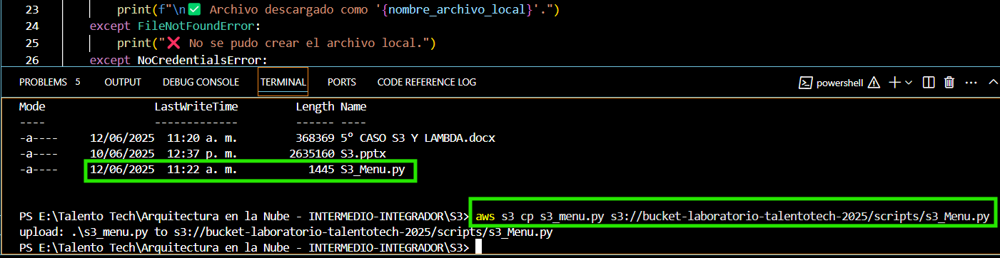 23 print(f"\n✅ Archivo descargado como '{nombre_archivo_local}'.")
24 except FileNotFoundError:
25 print("❌ No se pudo crear el archivo local.")
26 except NoCredentialsError:
PROBLEMS 5 OUTPUT DEBUG CONSOLE TERMINAL PORTS CODE REFERENCE LOG powershell
Mode LastWriteTime Length Name
---- ------------- ------ ----
-a---- 12/06/2025 11:20 a. m. 368369 5º CASO S3 Y LAMBDA.docx
-a---- 10/06/2025 12:37 p. m. 2635160 S3.pptx
-a---- 12/06/2025 11:22 a. m. 1445 S3_Menu.py
PS E:\Talento Tech\Arquitectura en la Nube - INTERMEDIO-INTEGRADOR\S3> aws s3 cp s3_menu.py s3://bucket-laboratorio-talentotech-2025/scripts/s3_Menu.py
upload: .\s3_menu.py to s3://bucket-laboratorio-talentotech-2025/scripts/s3_Menu.py
PS E:\Talento Tech\Arquitectura en la Nube - INTERMEDIO-INTEGRADOR\S3>